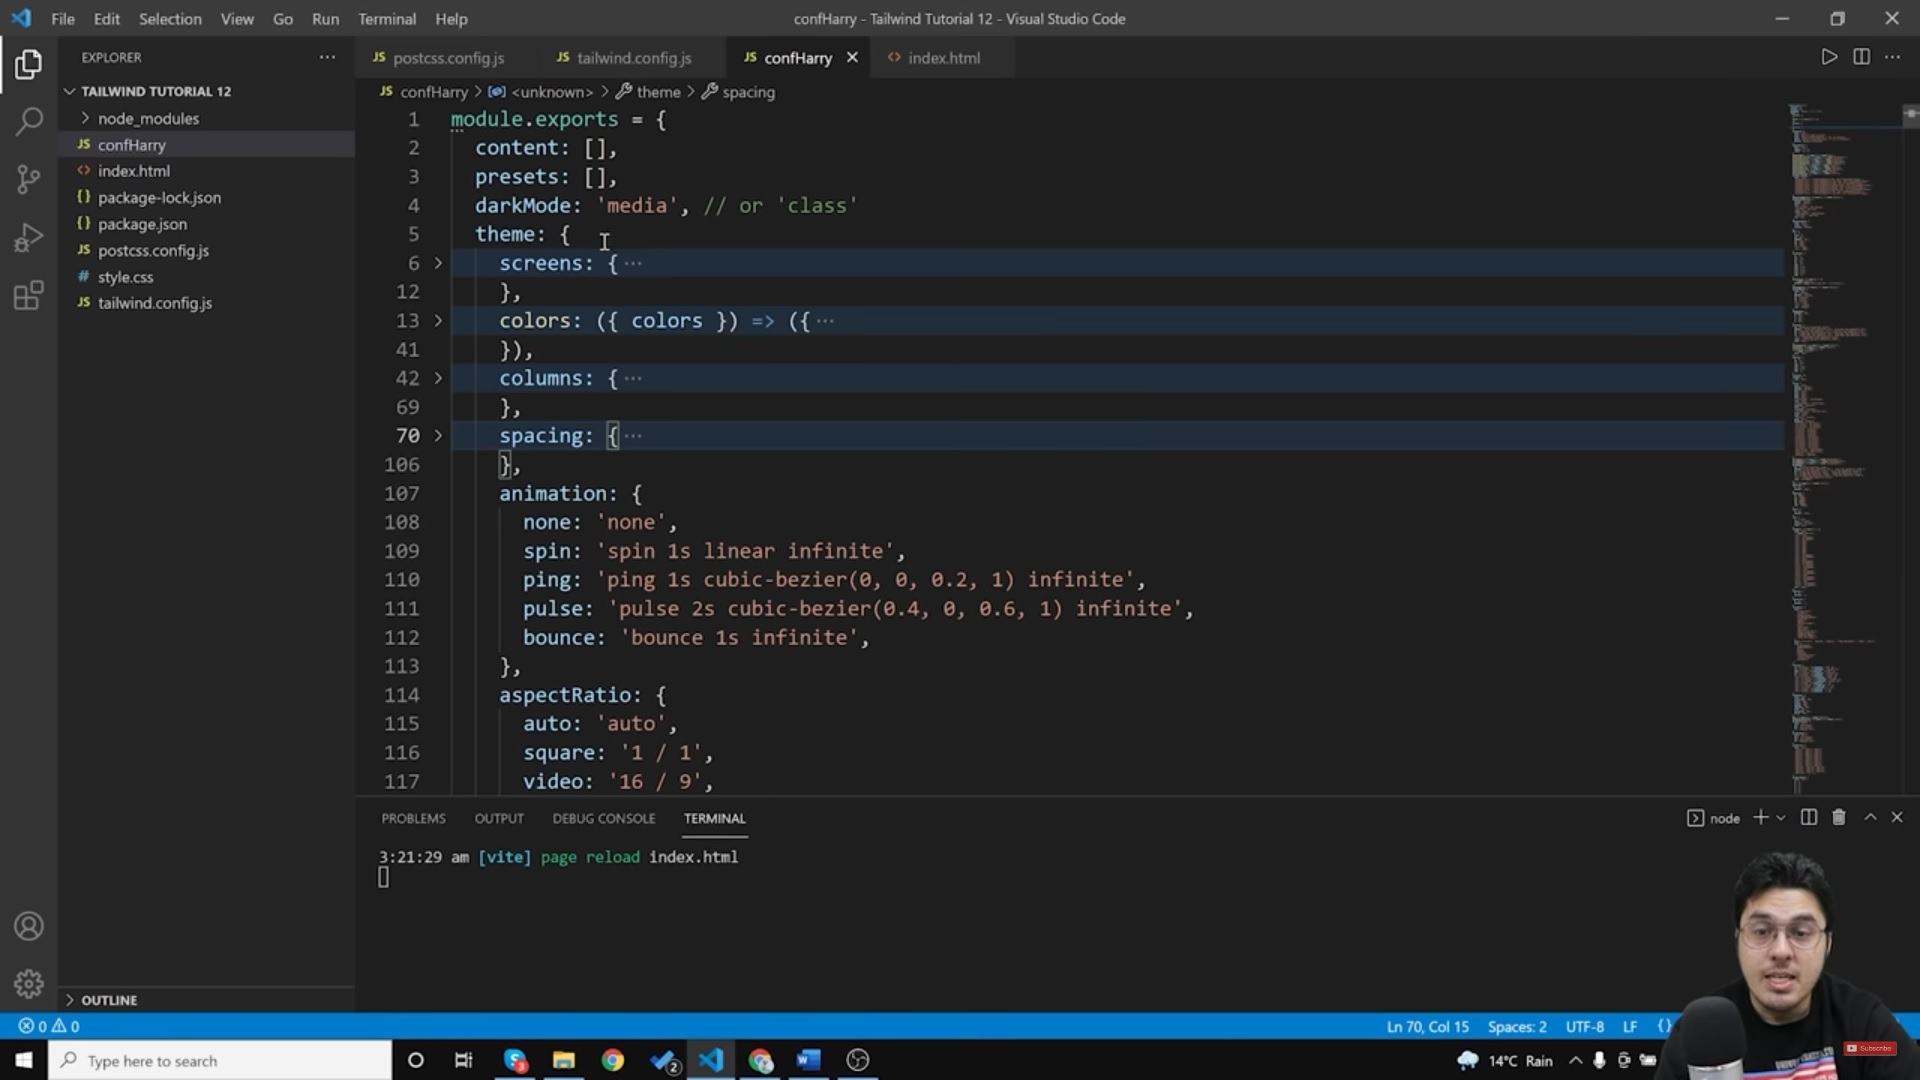 File Edit Selection View Go Run Terminal Help
confHarry - Tailwind Tutorial 12 - Visual Studio Code
EXPLORER
TAILWIND TUTORIAL 12
node_modules
JS confHarry
<> index.html
{} package-lock.json
{} package.json
JS postcss.config.js
# style.css
JS tailwind.config.js
OUTLINE
JS postcss.config.js JS tailwind.config.js JS confHarry <> index.html
JS confHarry > <unknown> > theme > spacing
1 module.exports = {
2 content: [],
3 presets: [],
4 darkMode: 'media', // or 'class'
5 theme: {
6 screens: {···
12 },
13 colors: ({ colors }) => ({···
41 }),
42 columns: {···
69 },
70 spacing: {···
106 },
107 animation: {
108 none: 'none',
109 spin: 'spin 1s linear infinite',
110 ping: 'ping 1s cubic-bezier(0, 0, 0.2, 1) infinite',
111 pulse: 'pulse 2s cubic-bezier(0.4, 0, 0.6, 1) infinite',
112 bounce: 'bounce 1s infinite',
113 },
114 aspectRatio: {
115 auto: 'auto',
116 square: '1 / 1',
117 video: '16 / 9',
PROBLEMS OUTPUT DEBUG CONSOLE TERMINAL
node
3:21:29 am [vite] page reload index.html
0 0
Ln 70, Col 15 Spaces: 2 UTF-8 LF {}
Type here to search
14°C Rain
Subscribe